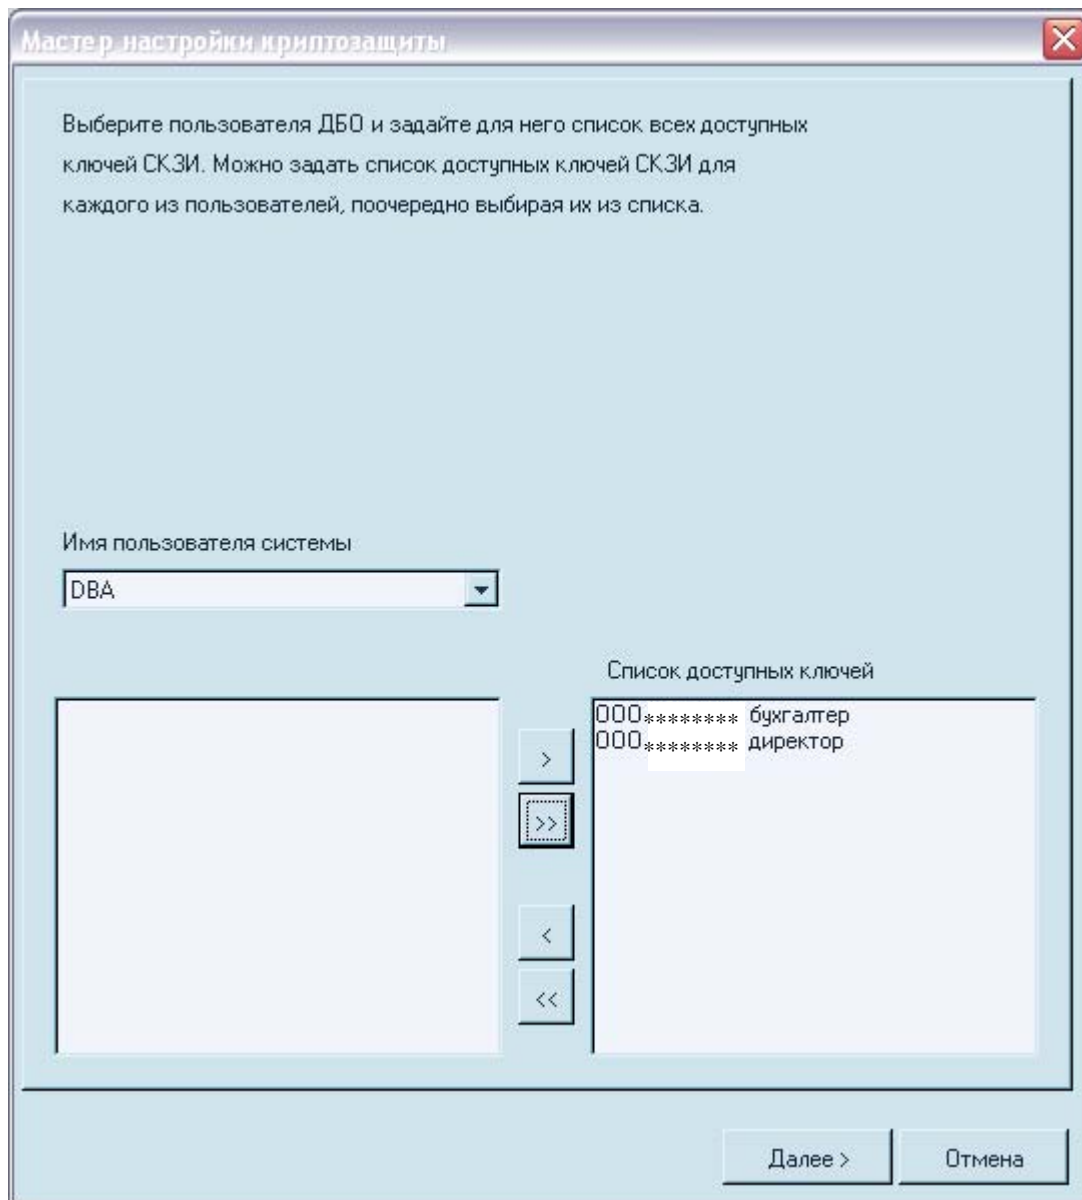 Мастер настройки криптозащиты
Выберите пользователя ДБО и задайте для него список всех доступных
ключей СКЗИ. Можно задать список доступных ключей СКЗИ для
каждого из пользователей, поочередно выбирая их из списка.
Имя пользователя системы
DBA
Список доступных ключей
ООО ******** бухгалтер
ООО ******** директор
>
>>
<
<<
Далее >
Отмена